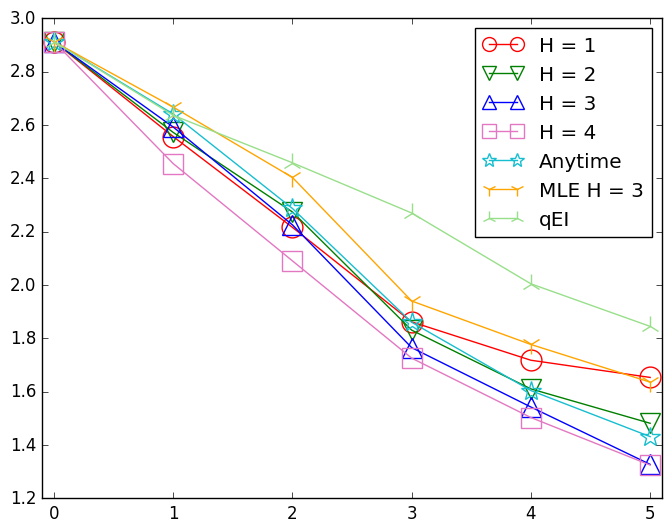 3.0
2.8
2.6
2.4
2.2
2.0
1.8
1.6
1.4
1.2
0 1 2 3 4 5
H = 1
H = 2
H = 3
H = 4
Anytime
MLE H = 3
qEI